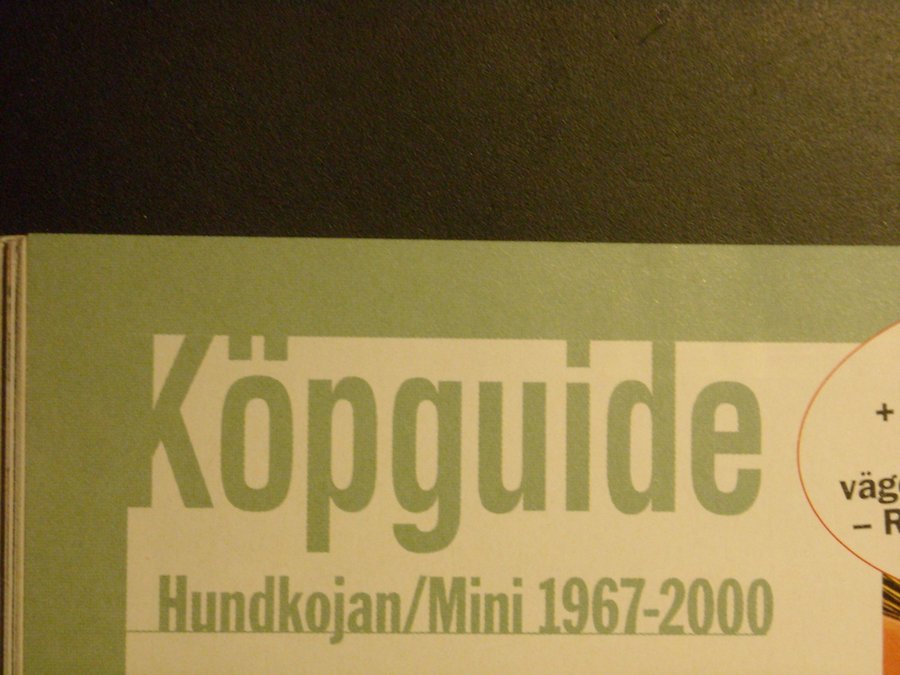 Köpguide
Hundkojan/Mini 1967-2000
+
–